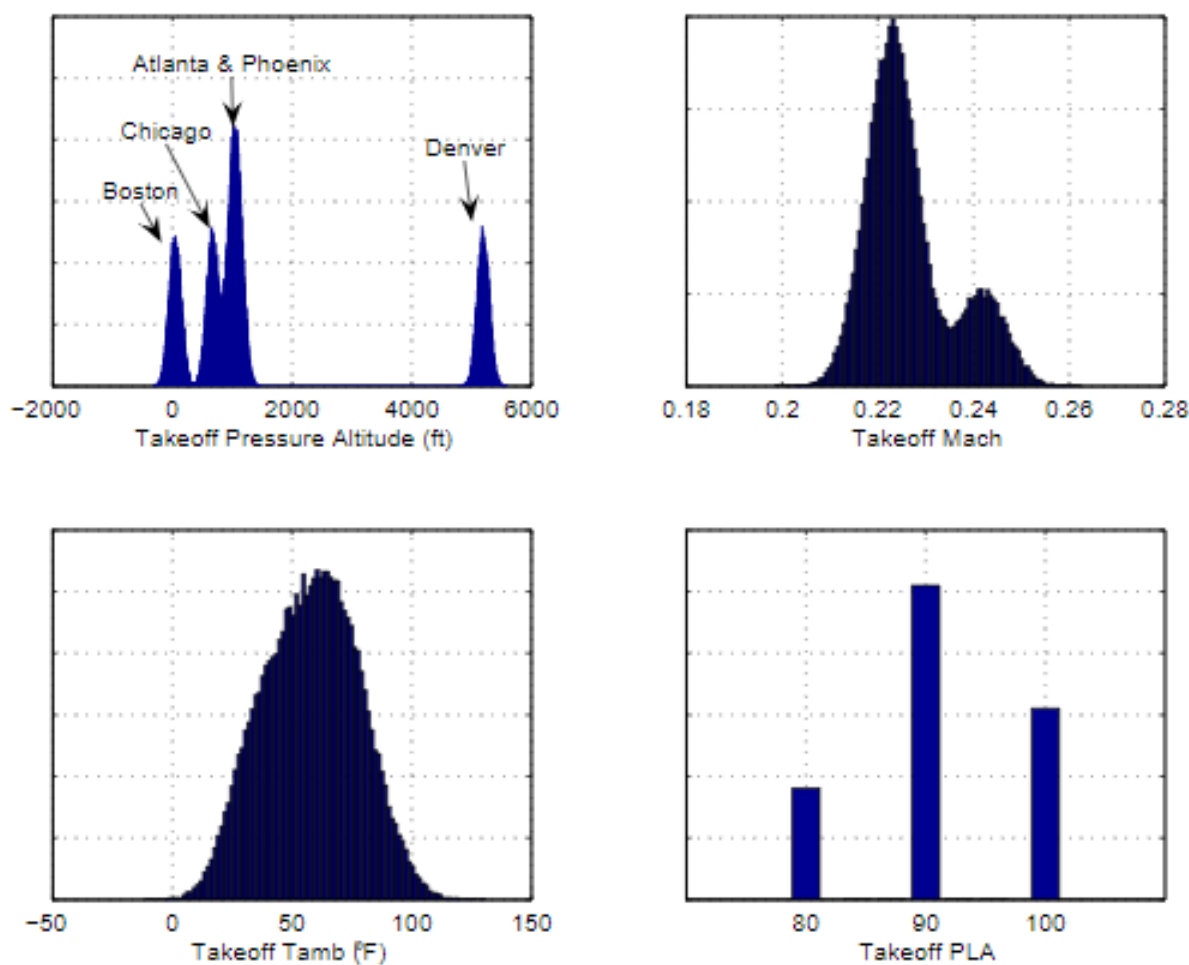 Atlanta & Phoenix
Chicago
Denver
Boston
−2000 0 2000 4000 6000
Takeoff Pressure Altitude (ft)
0.18 0.2 0.22 0.24 0.26 0.28
Takeoff Mach
−50 0 50 100 150
Takeoff Tamb (ºF)
80 90 100
Takeoff PLA